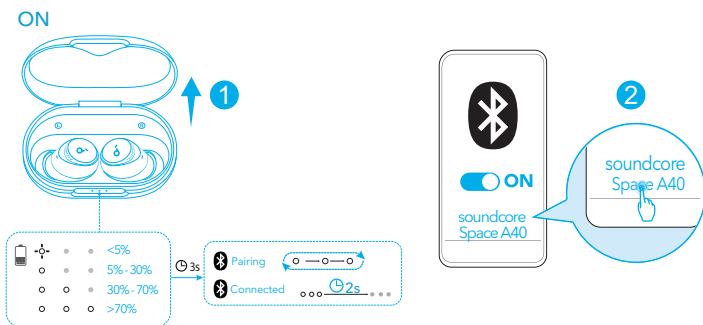 ON
1
L
R
<5%
5%-30%
30%-70%
>70%
3s
Pairing
Connected
2s
2
ON
soundcore
Space A40
soundcore
Space A40